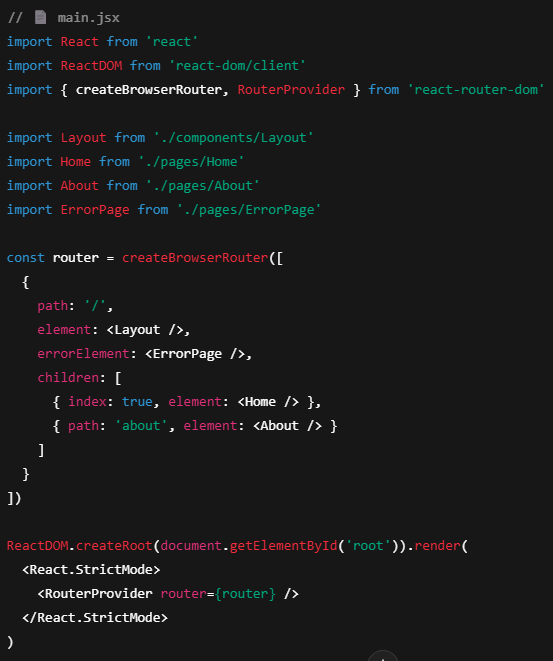 // 📄 main.jsx
import React from 'react'
import ReactDOM from 'react-dom/client'
import { createBrowserRouter, RouterProvider } from 'react-router-dom'

import Layout from './components/Layout'
import Home from './pages/Home'
import About from './pages/About'
import ErrorPage from './pages/ErrorPage'

const router = createBrowserRouter([
  {
    path: '/',
    element: <Layout />,
    errorElement: <ErrorPage />,
    children: [
      { index: true, element: <Home /> },
      { path: 'about', element: <About /> }
    ]
  }
])

ReactDOM.createRoot(document.getElementById('root')).render(
  <React.StrictMode>
    <RouterProvider router={router} />
  </React.StrictMode>
)